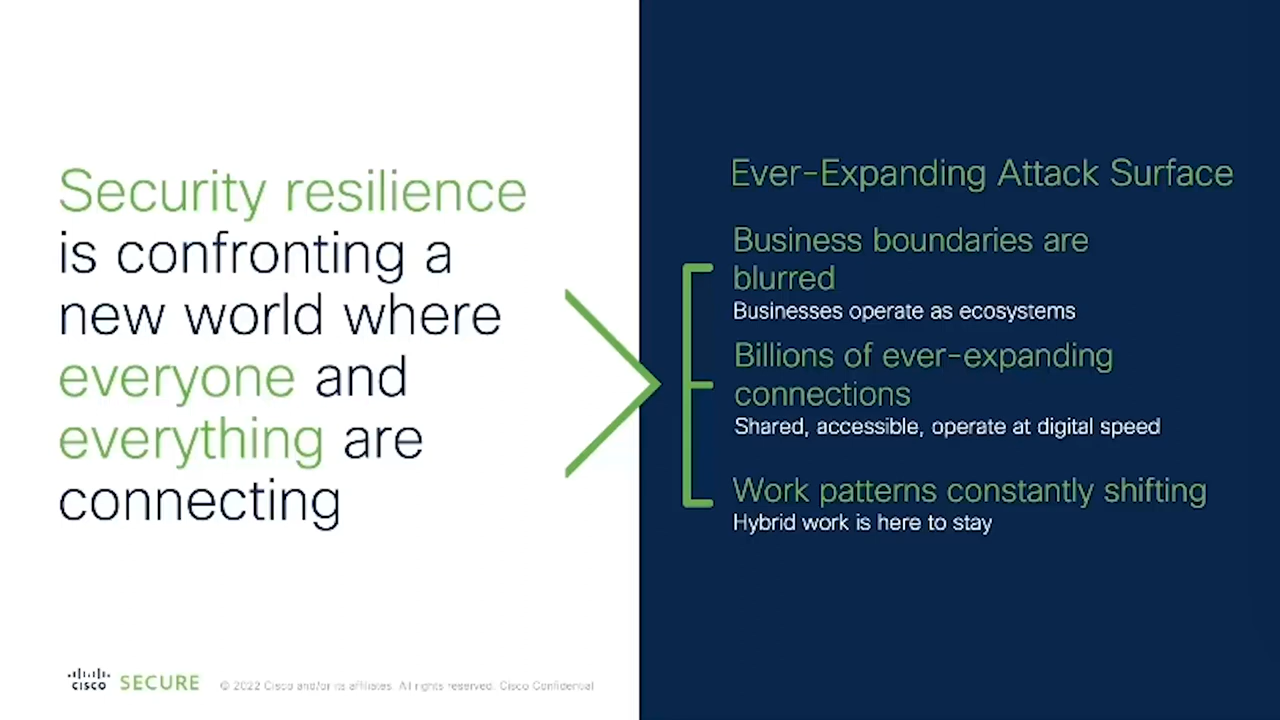 Security resilience
is confronting a
new world where
everyone and
everything are
connecting
Ever-Expanding Attack Surface
Business boundaries are
blurred
Businesses operate as ecosystems
Billions of ever-expanding
connections
Shared, accessible, operate at digital speed
Work patterns constantly shifting
Hybrid work is here to stay
CISCO SECURE © 2022 Cisco and/or its affiliates. All rights reserved. Cisco Confidential